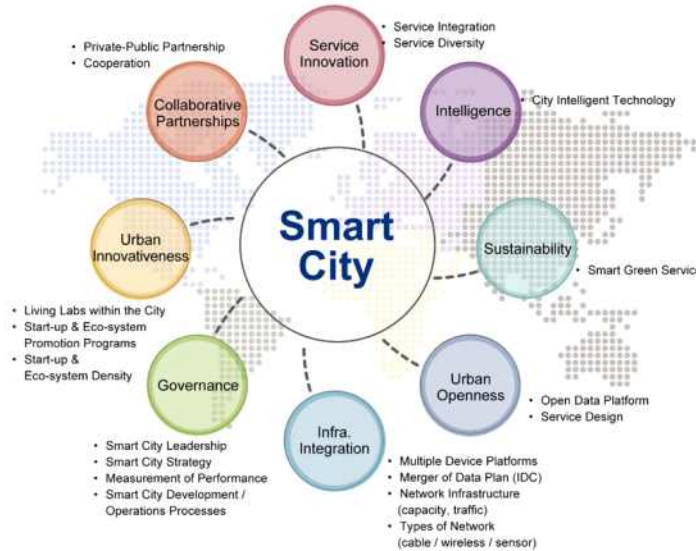 Smart
City
Service
Innovation
• Service Integration
• Service Diversity
Intelligence
• City Intelligent Technology
Sustainability
• Smart Green Service
Urban
Openness
• Open Data Platform
• Service Design
Infra.
Integration
• Multiple Device Platforms
• Merger of Data Plan (IDC)
• Network Infrastructure
(capacity, traffic)
• Types of Network
(cable / wireless / sensor)
Governance
• Smart City Leadership
• Smart City Strategy
• Measurement of Performance
• Smart City Development /
Operations Processes
Urban
Innovativeness
• Living Labs within the City
• Start-up & Eco-system
Promotion Programs
• Start-up &
Eco-system Density
Collaborative
Partnerships
• Private-Public Partnership
• Cooperation